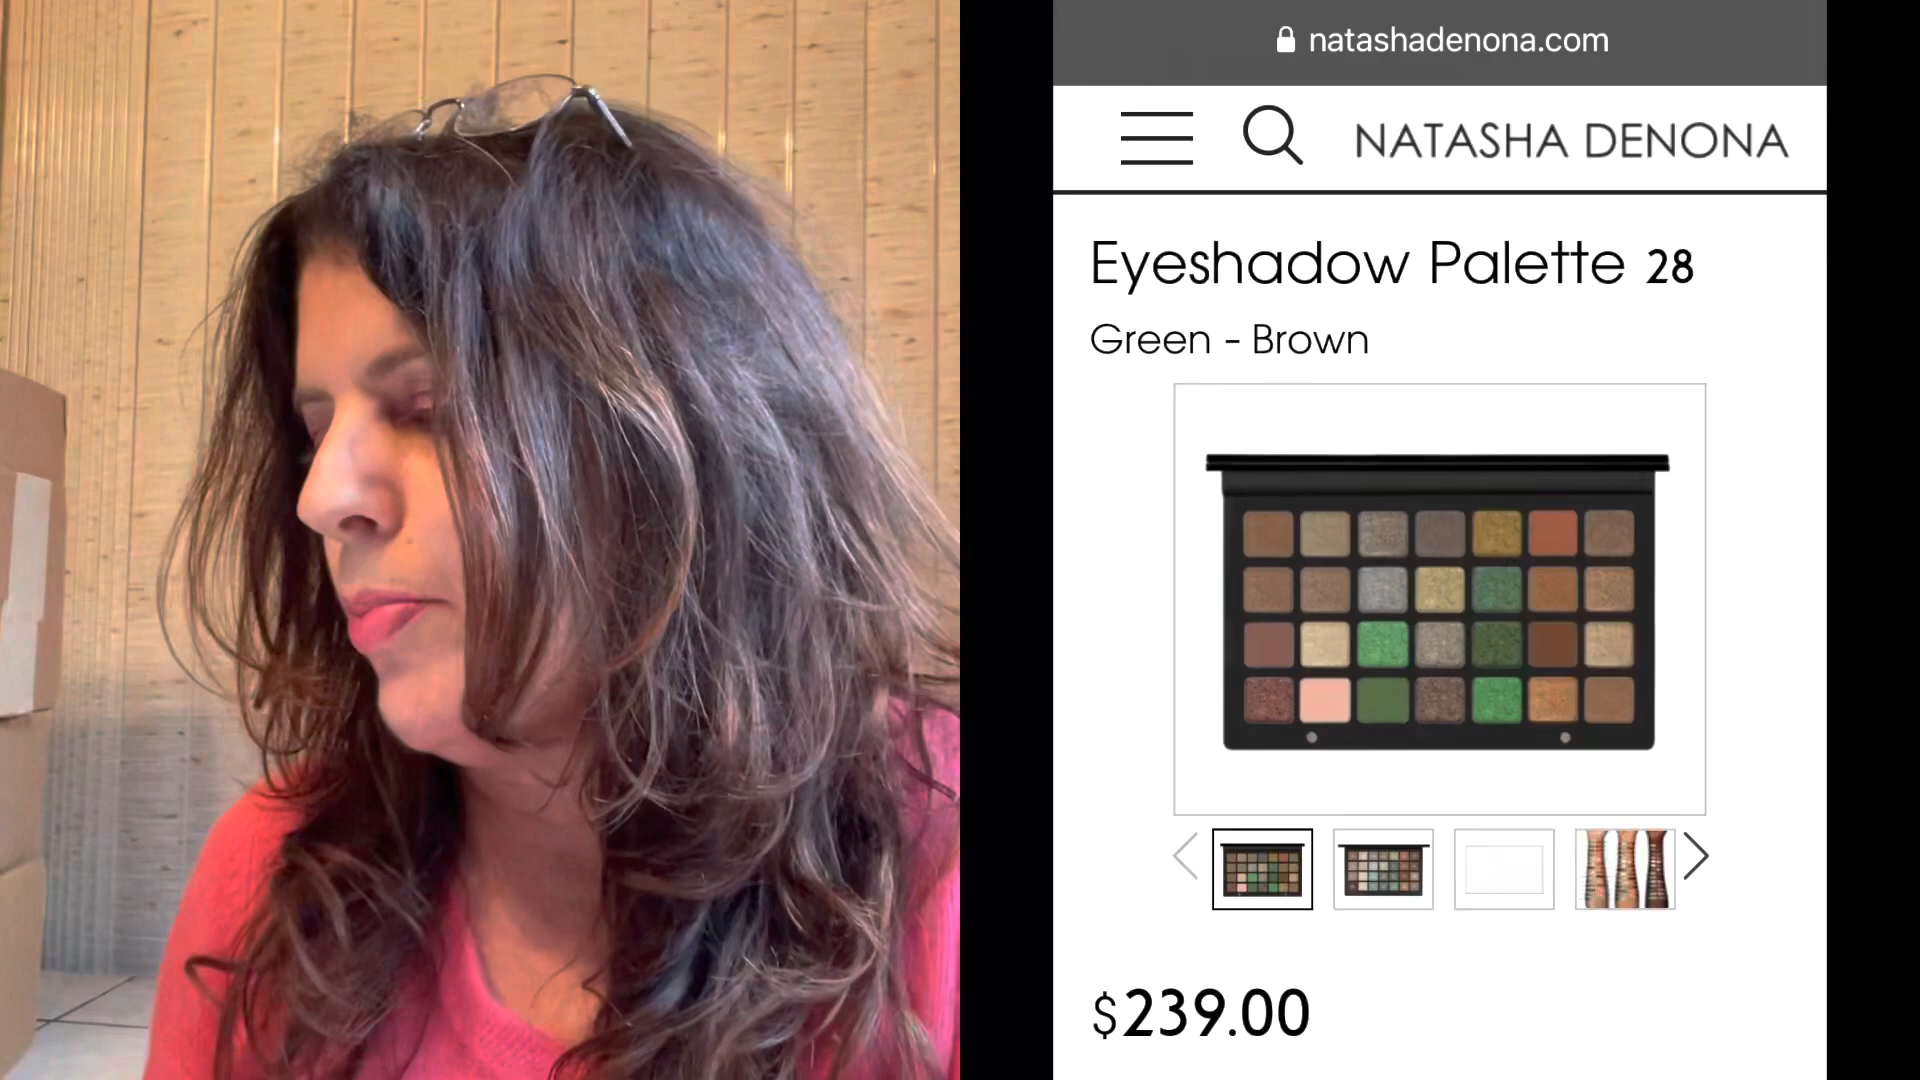 natashadenona.com
NATASHA DENONA
Eyeshadow Palette 28
Green - Brown
$239.00